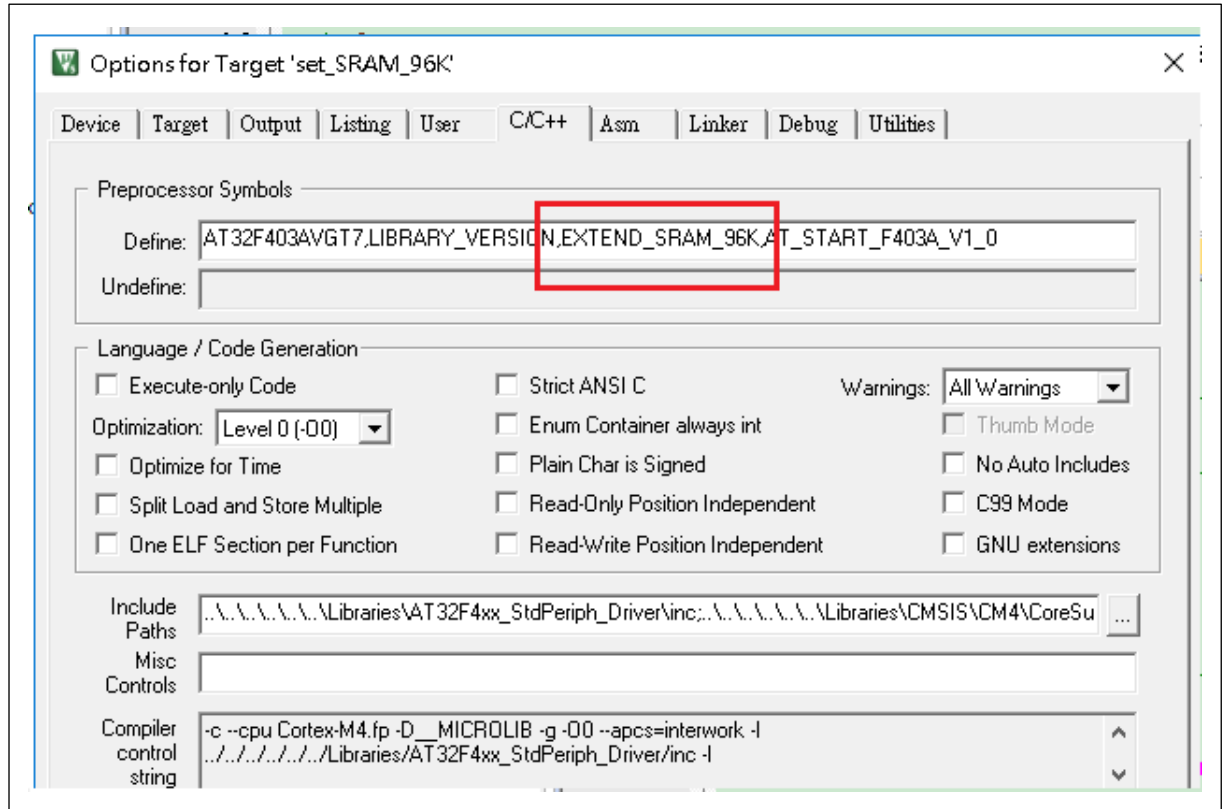 Options for Target 'set_SRAM_96K'
Device Target Output Listing User C/C++ Asm Linker Debug Utilities
Preprocessor Symbols
Define: AT32F403AVGT7,LIBRARY_VERSION,EXTEND_SRAM_96K,AT_START_F403A_V1_0
Undefine:
Language / Code Generation
Execute-only Code Strict ANSI C Warnings: All Warnings
Optimization: Level 0 (-O0) Enum Container always int Thumb Mode
Optimize for Time Plain Char is Signed No Auto Includes
Split Load and Store Multiple Read-Only Position Independent C99 Mode
One ELF Section per Function Read-Write Position Independent GNU extensions
Include Paths ..\..\..\..\..\..\Libraries\AT32F4xx_StdPeriph_Driver\inc;..\..\..\..\..\..\Libraries\CMSIS\CM4\CoreSu ...
Misc Controls
Compiler control string -c --cpu Cortex-M4.fp -D__MICROLIB -g -O0 --apcs=interwork -I
../../../../../../Libraries/AT32F4xx_StdPeriph_Driver/inc -I